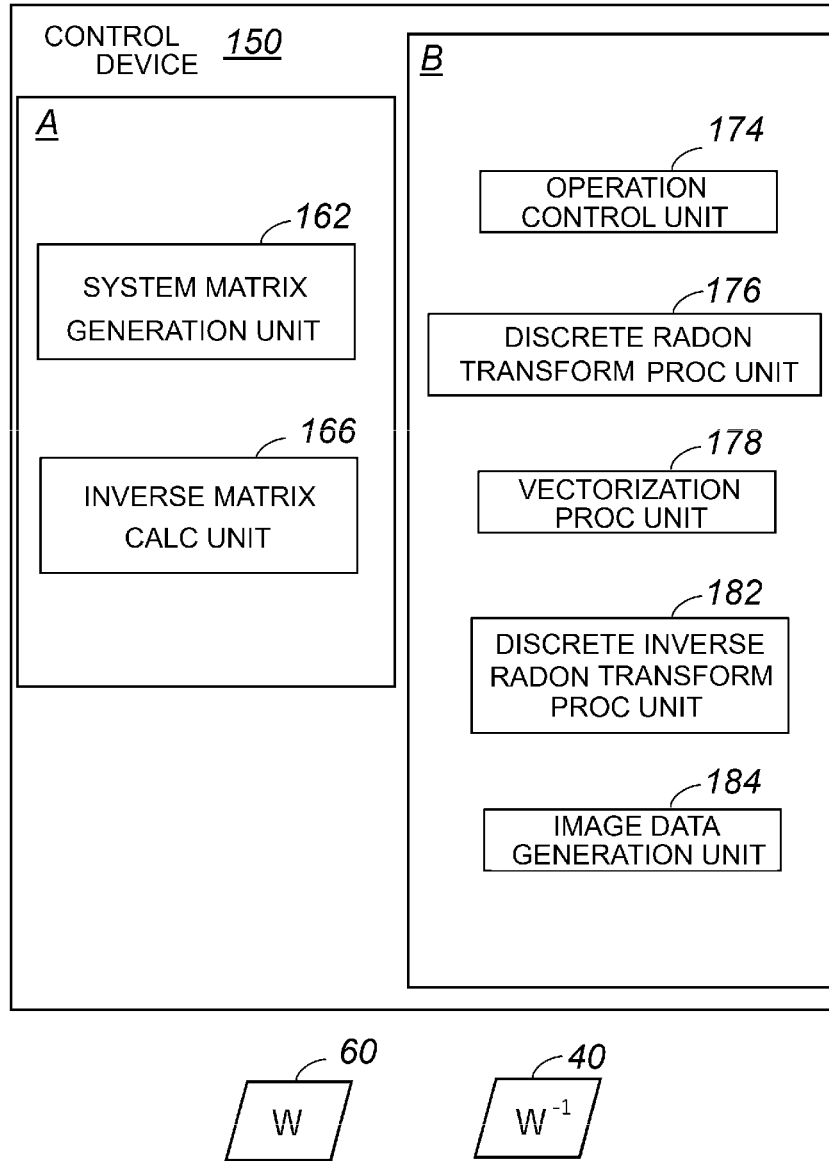 CONTROL DEVICE 150
A
162
SYSTEM MATRIX
GENERATION UNIT
166
INVERSE MATRIX
CALC UNIT
B
174
OPERATION
CONTROL UNIT
176
DISCRETE RADON
TRANSFORM PROC UNIT
178
VECTORIZATION
PROC UNIT
182
DISCRETE INVERSE
RADON TRANSFORM
PROC UNIT
184
IMAGE DATA
GENERATION UNIT
60
W
40
W⁻¹